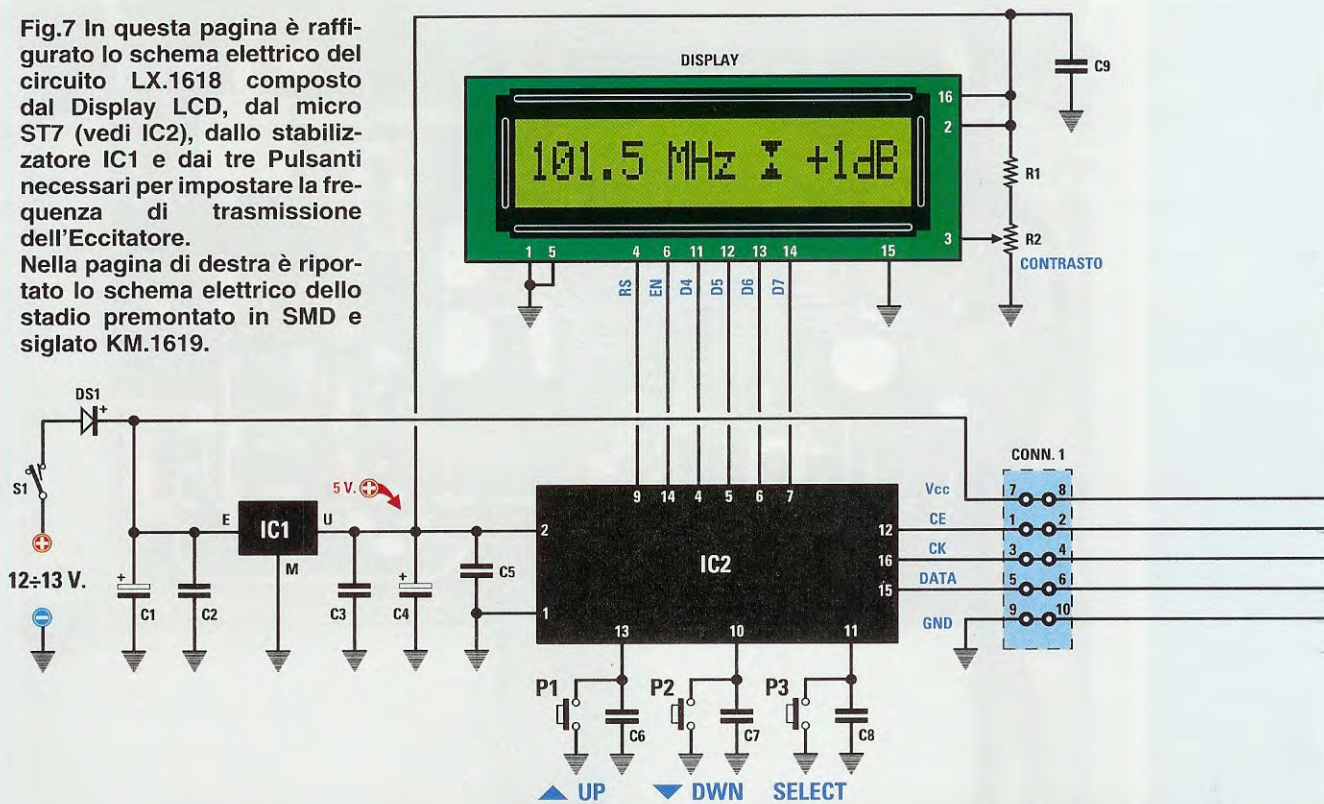 Fig.7 In questa pagina è raffi-
gurato lo schema elettrico del
circuito LX.1618 composto
dal Display LCD, dal micro
ST7 (vedi IC2), dallo stabiliz-
zatore IC1 e dai tre Pulsanti
necessari per impostare la fre-
quenza di trasmissione
dell'Eccitatore.
Nella pagina di destra è ripor-
tato lo schema elettrico dello
stadio premontato in SMD e
siglato KM.1619.
DISPLAY
C9
16
2
101.5 MHz +1dB
R1
3
R2
CONTRASTO
1 5 4 6 11 12 13 14 15
RS EN D4 D5 D6 D7
DS1
+
S1
CONN. 1
5 V. +
9 14 4 5 6 7
Vcc 7 8
E IC1 U
M
2
12 CE 1 2
IC2
16 CK 3 4
15 DATA 5 6
GND 9 10
12÷13 V.
+
C1
C2
C3
+
C4
C5
1
13 10 11
P1 C6
P2 C7
P3 C8
▲ UP ▼ DWN SELECT